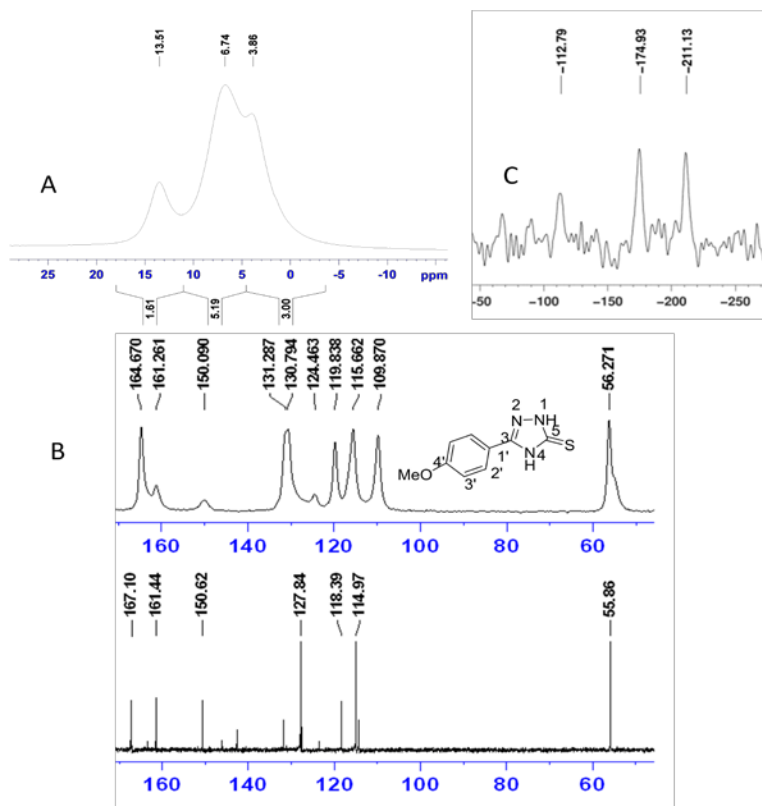 13.51
6.74
3.86
A
25 20 15 10 5 0 -5 -10 ppm
1.61
5.19
3.00
-112.79
-174.93
-211.13
C
-50 -100 -150 -200 -250
164.670
161.261
150.090
131.287
130.794
124.463
119.838
115.662
109.870
56.271
B
2 1
N NH
3 5
S
1' N4
H
4' 2'
MeO 3'
160 140 120 100 80 60
167.10
161.44
150.62
127.84
118.39
114.97
55.86
160 140 120 100 80 60